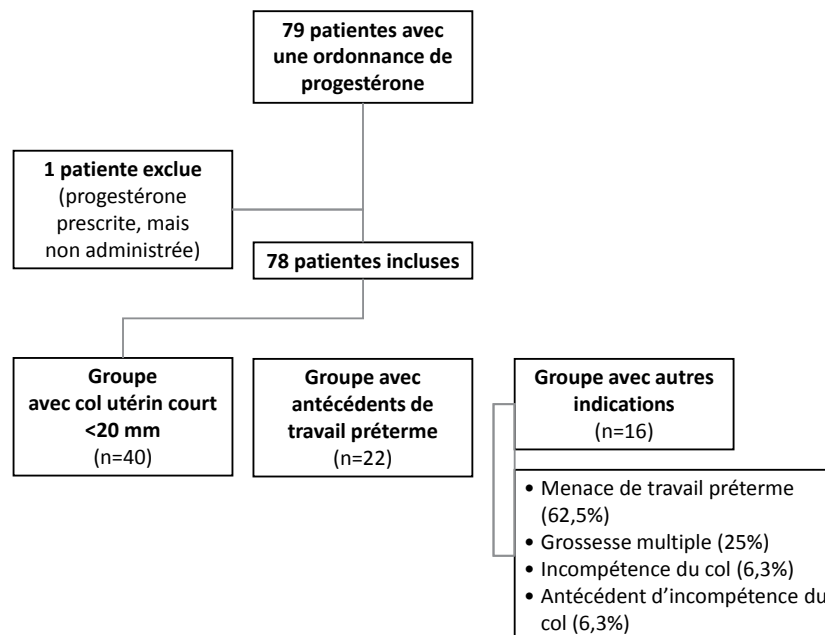 79 patientes avec
une ordonnance de
progestérone
1 patiente exclue
(progestérone
prescrite, mais
non administrée)
78 patientes incluses
Groupe
avec col utérin court
<20 mm
(n=40)
Groupe avec
antécédents de
travail préterme
(n=22)
Groupe avec autres
indications
(n=16)
• Menace de travail préterme
(62,5%)
• Grossesse multiple (25%)
• Incompétence du col (6,3%)
• Antécédent d’incompétence du
col (6,3%)